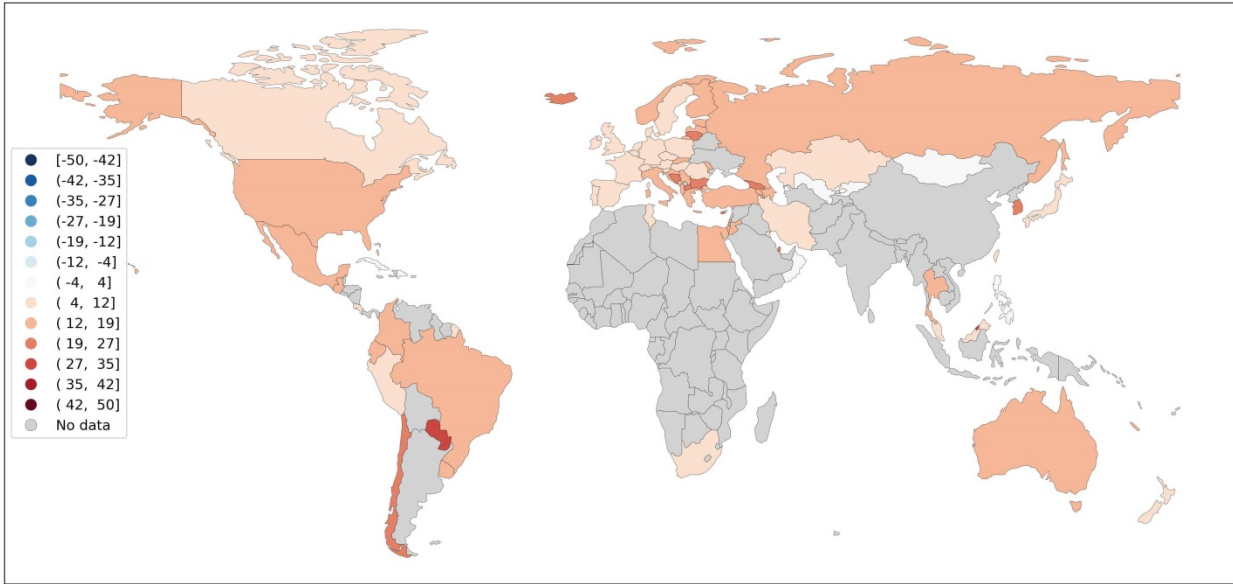 [-50, -42]
(-42, -35]
(-35, -27]
(-27, -19]
(-19, -12]
(-12, -4]
(-4, 4]
( 4, 12]
( 12, 19]
( 19, 27]
( 27, 35]
( 35, 42]
( 42, 50]
No data